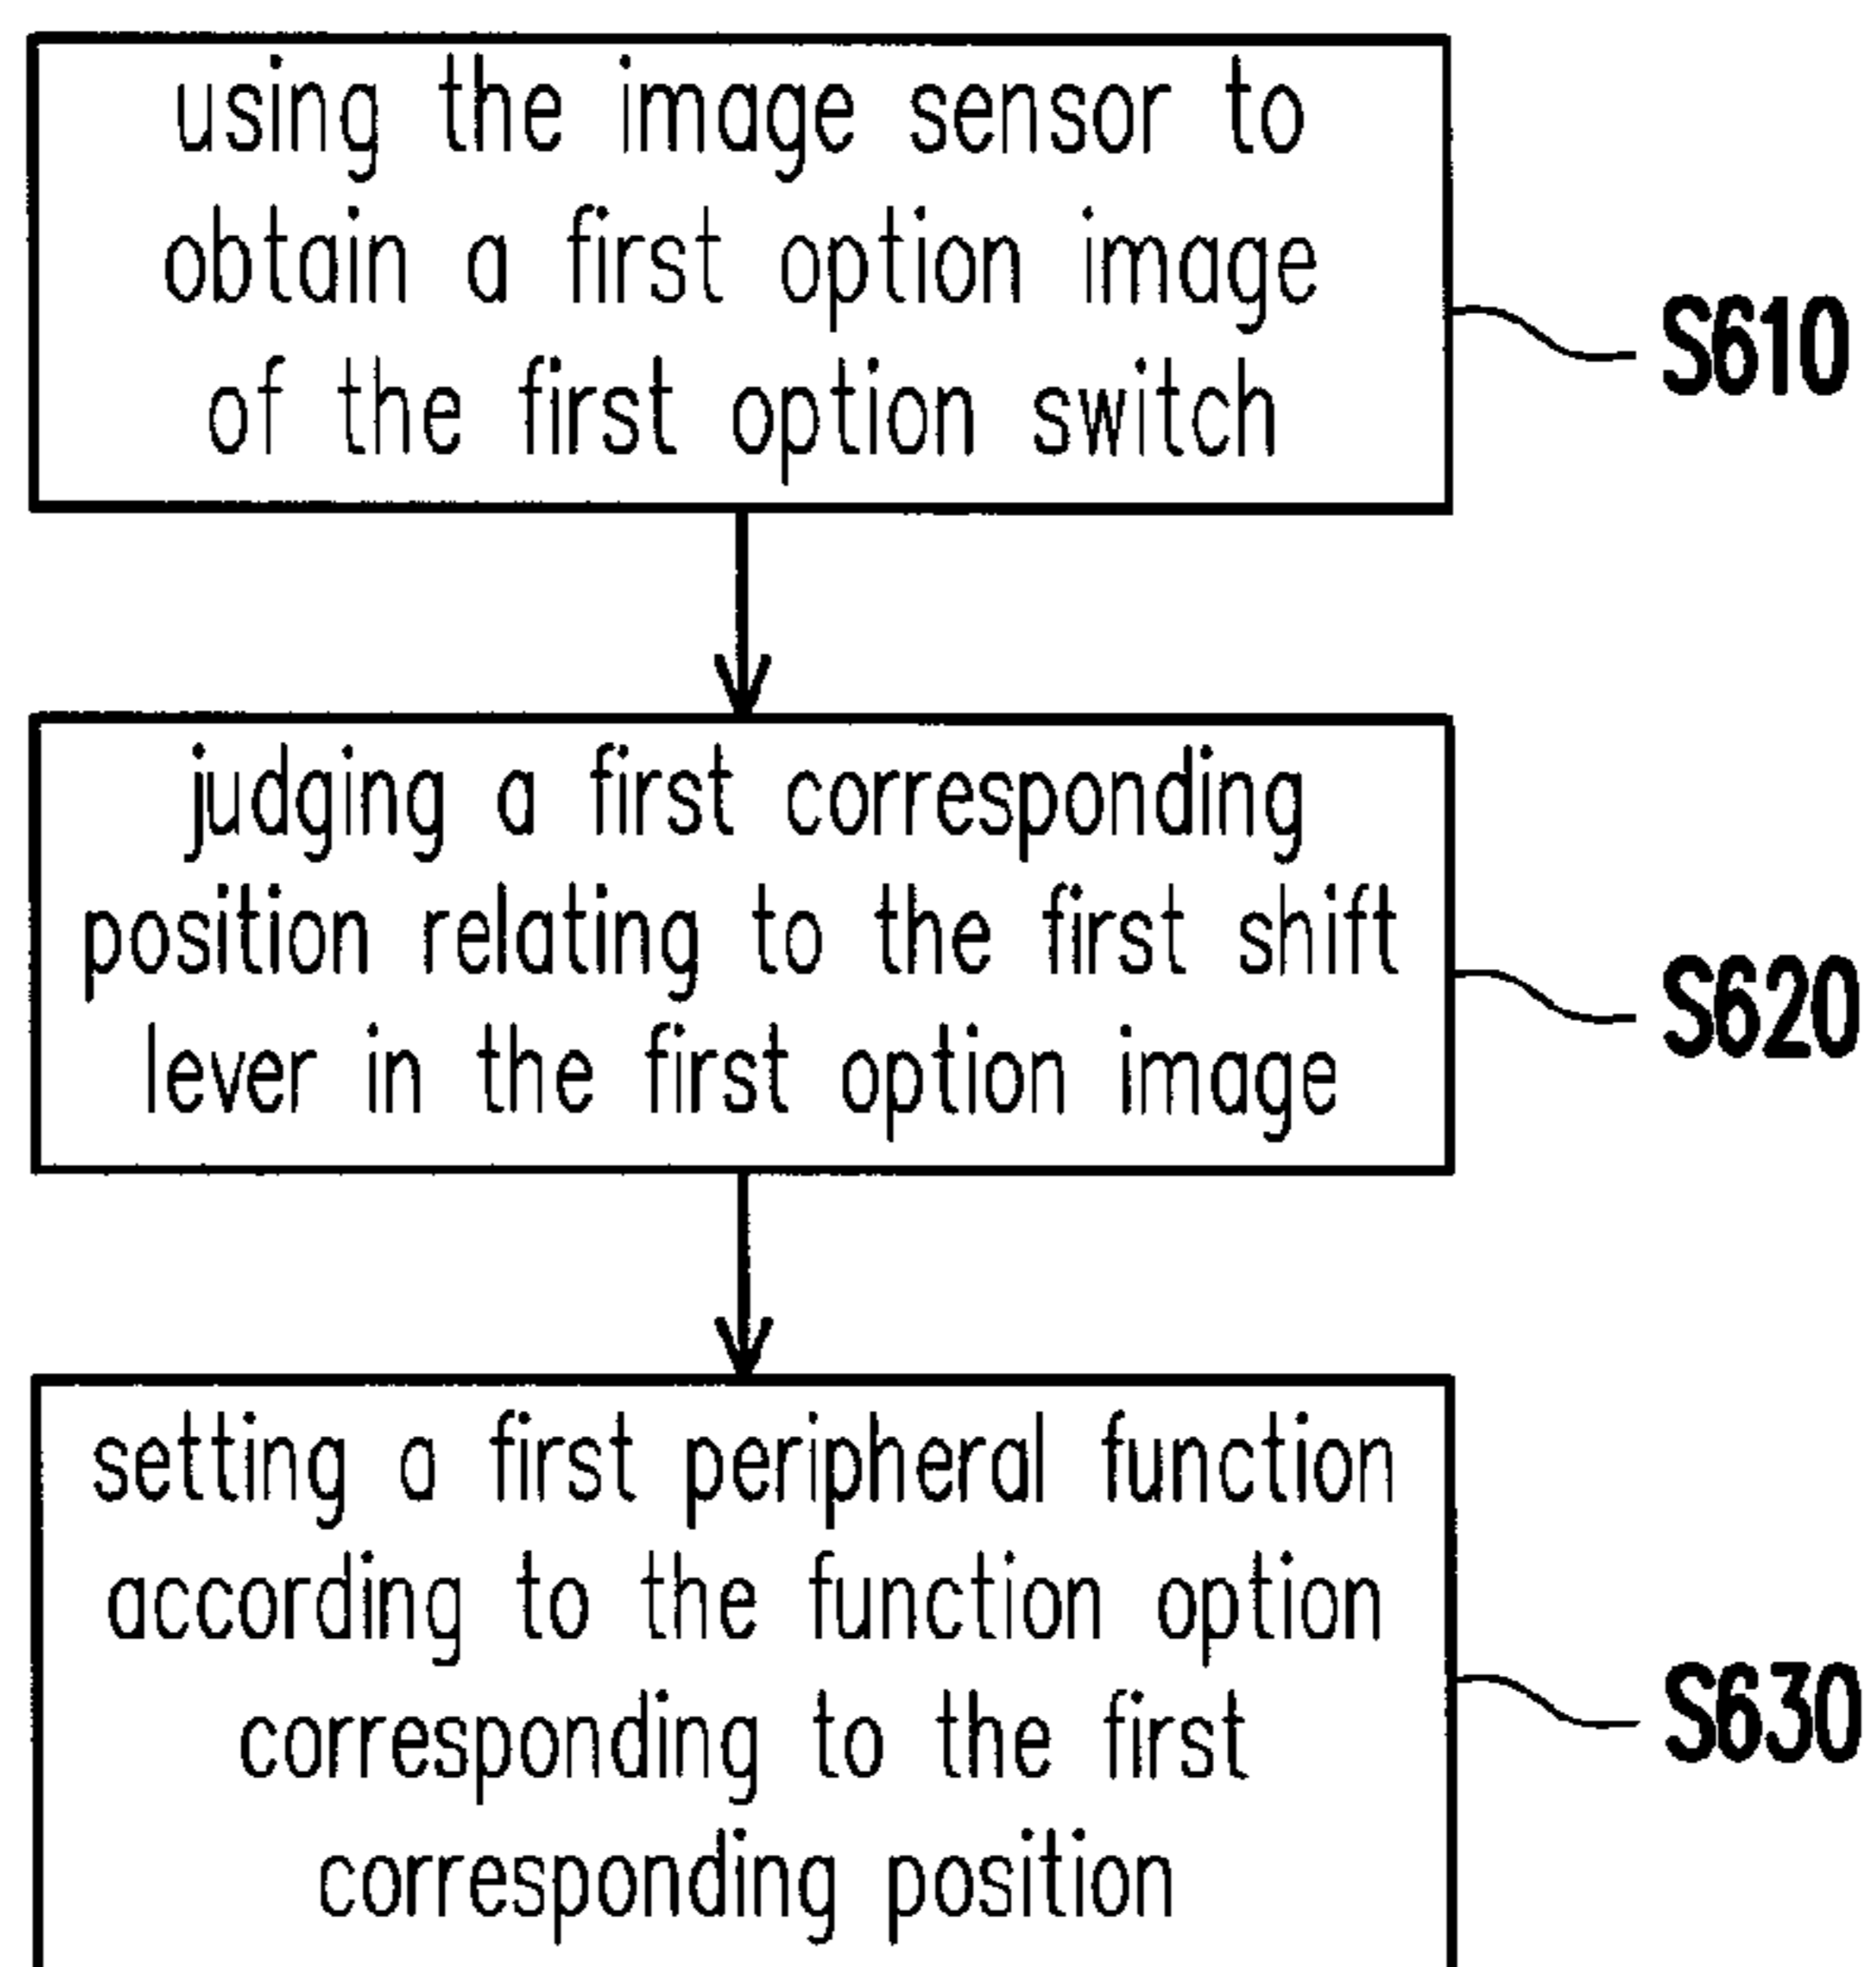 using the image sensor to
obtain a first option image
of the first option switch
S610
judging a first corresponding
position relating to the first shift
lever in the first option image
S620
setting a first peripheral function
according to the function option
corresponding to the first
corresponding position
S630